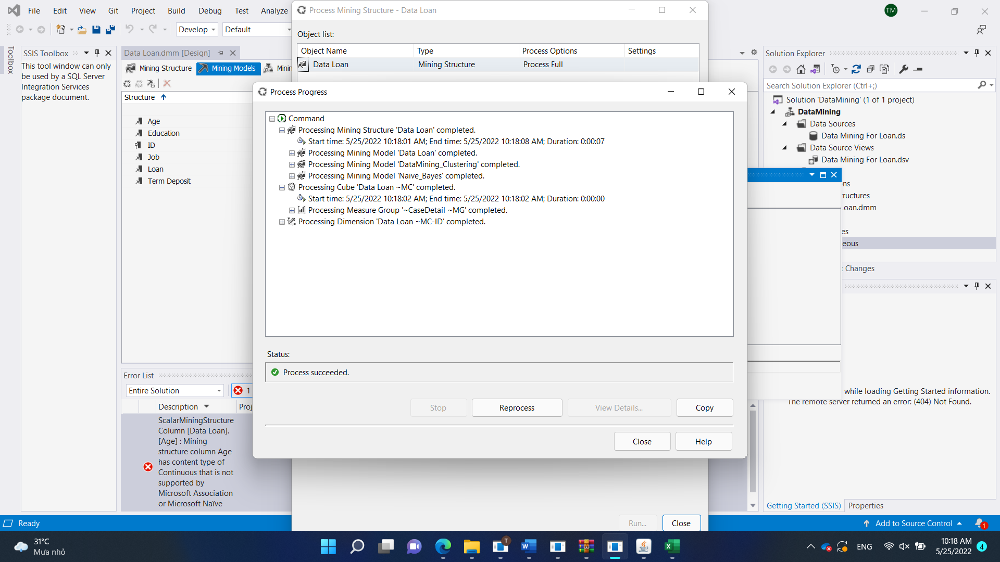 File Edit View Git Project Build Debug Test Analyze
Process Mining Structure - Data Loan
TM
Develop
Default
Object list:
Object Name Type Process Options Settings
Data Loan Mining Structure Process Full
Toolbox
SSIS Toolbox
This tool window can only
be used by a SQL Server
Integration Services
package document.
Data Loan.dmm [Design]
Mining Structure Mining Models Minin
Structure
Age
Education
ID
Job
Loan
Term Deposit
Process Progress
Command
Processing Mining Structure 'Data Loan' completed.
Start time: 5/25/2022 10:18:01 AM; End time: 5/25/2022 10:18:08 AM; Duration: 0:00:07
Processing Mining Model 'Data Loan' completed.
Processing Mining Model 'DataMining_Clustering' completed.
Processing Mining Model 'Naive_Bayes' completed.
Processing Cube 'Data Loan ~MC' completed.
Start time: 5/25/2022 10:18:02 AM; End time: 5/25/2022 10:18:02 AM; Duration: 0:00:00
Processing Measure Group '~CaseDetail ~MG' completed.
Processing Dimension 'Data Loan ~MC-ID' completed.
Status:
Process succeeded.
Stop Reprocess View Details... Copy
Close Help
Run... Close
Solution Explorer
Search Solution Explorer (Ctrl+;)
Solution 'DataMining' (1 of 1 project)
DataMining
Data Sources
Data Mining For Loan.ds
Data Source Views
Data Mining For Loan.dsv
ns
ructures
Loan.dmm
es
eous
t Changes
while loading Getting Started information.
The remote server returned an error: (404) Not Found.
Getting Started (SSIS) Properties
Error List
Entire Solution
1
Description Proj
ScalarMiningStructure
Column [Data Loan].
[Age] : Mining
structure column Age
has content type of
Continuous that is not
supported by
Microsoft Association
or Microsoft Naïve
Ready
Add to Source Control
1
31°C
Mưa nhỏ
T
ENG
10:18 AM
5/25/2022
4